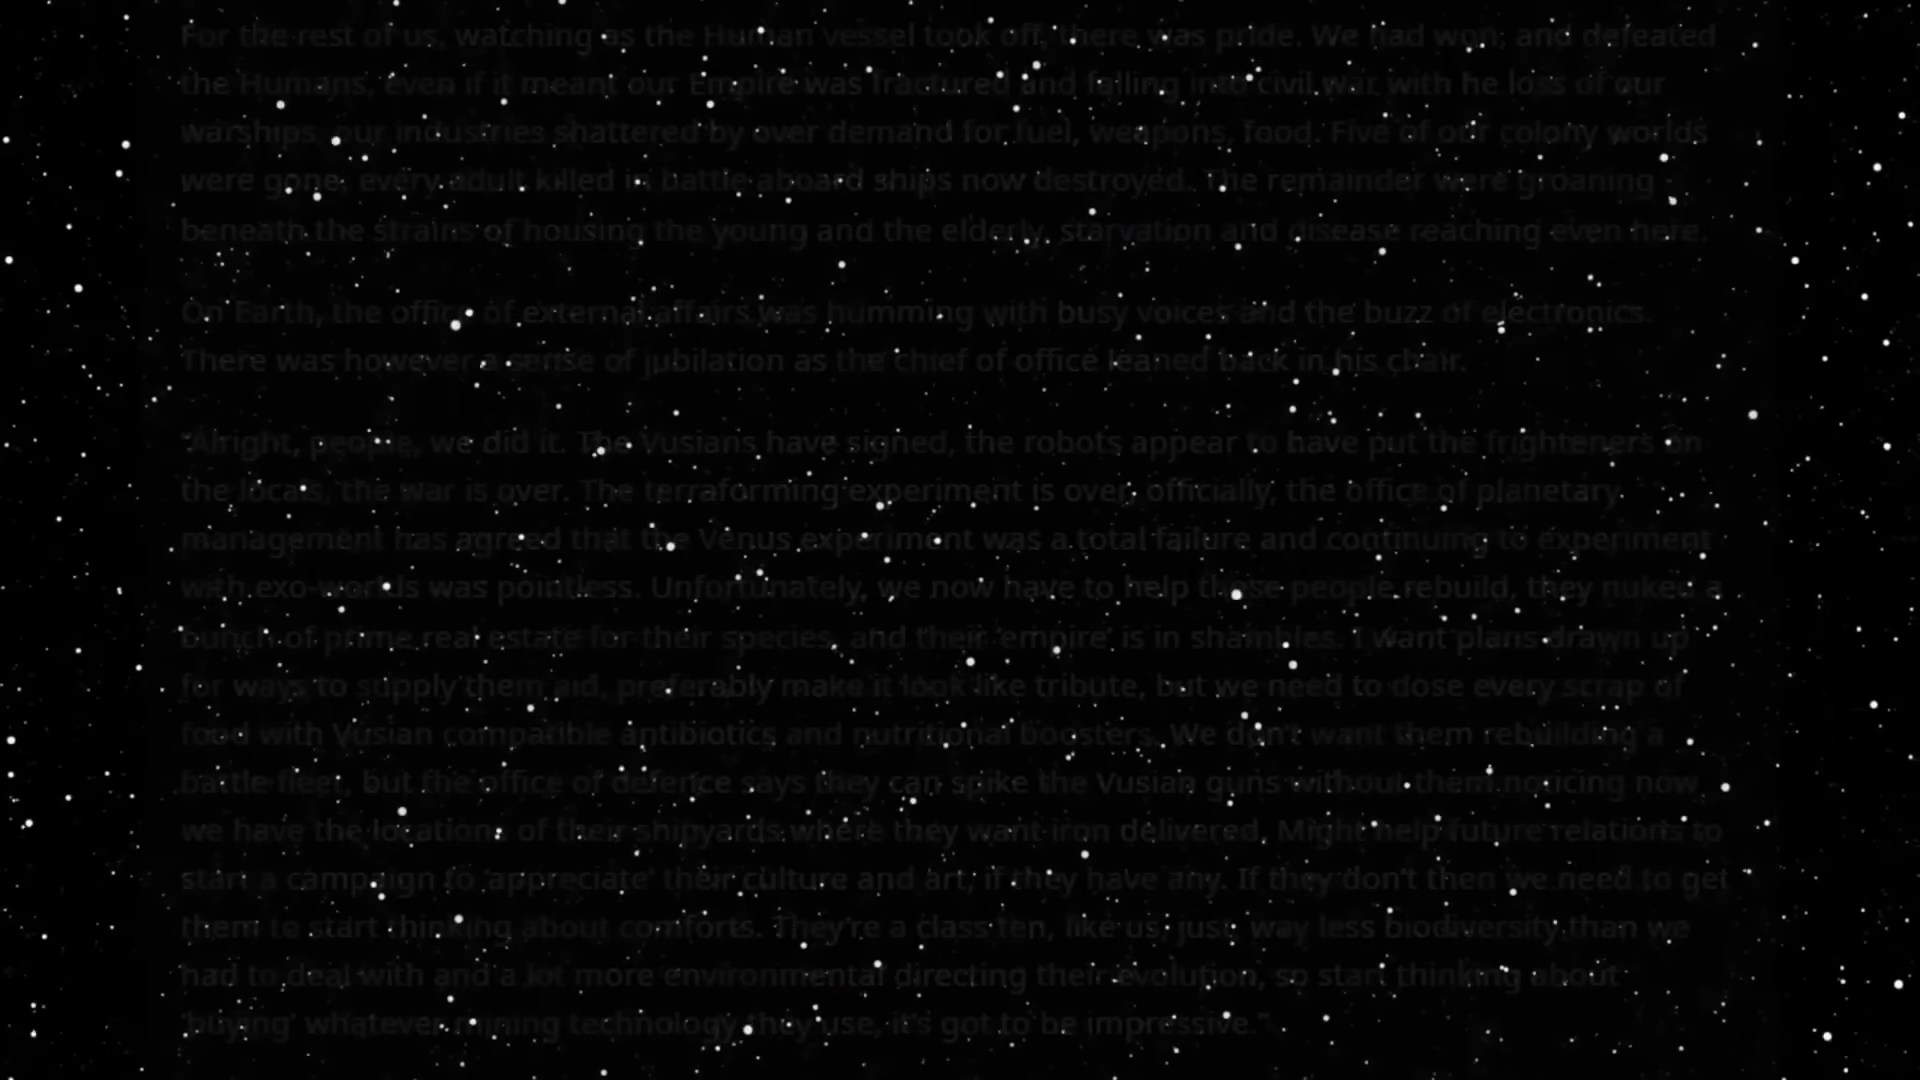 For the rest of us, watching as the Human vessel took off, there was pride. We had won, and defeated
the Humans, even if it meant our Empire was fractured and falling into civil war with he loss of our
warships, our industries shattered by over demand for fuel, weapons, food. Five of our colony worlds
were gone, every adult killed in battle aboard ships now destroyed. The remainder were groaning
beneath the strains of housing the young and the elderly, starvation and disease reaching even here.
On Earth, the office of external affairs was humming with busy voices and the buzz of electronics.
There was however a sense of jubilation as the chief of office leaned back in his chair.
"Alright, people, we did it. The Vusians have signed, the robots appear to have put the frighteners on
the locals, the war is over. The terraforming experiment is over, officially, the office of planetary
management has agreed that the Venus experiment was a total failure and continuing to experiment
with exo-worlds was pointless. Unfortunately, we now have to help these people rebuild, they nuked a
bunch of prime real estate for their species, and their 'empire' is in shambles. I want plans drawn up
for ways to supply them aid, preferably make it look like tribute, but we need to dose every scrap of
food with Vusian compatible antibiotics and nutritional boosters. We don't want them rebuilding a
battle fleet, but the office of defence says they can spike the Vusian guns without them noticing now
we have the locations of their shipyards where they want iron delivered. Might help future relations to
start a campaign to 'appreciate' their culture and art, if they have any. If they don't then we need to get
them to start thinking about comforts. They're a class ten, like us, just way less biodiversity than we
had to deal with and a lot more environmental directing their evolution, so start thinking about
'buying' whatever mining technology they use, it's got to be impressive."